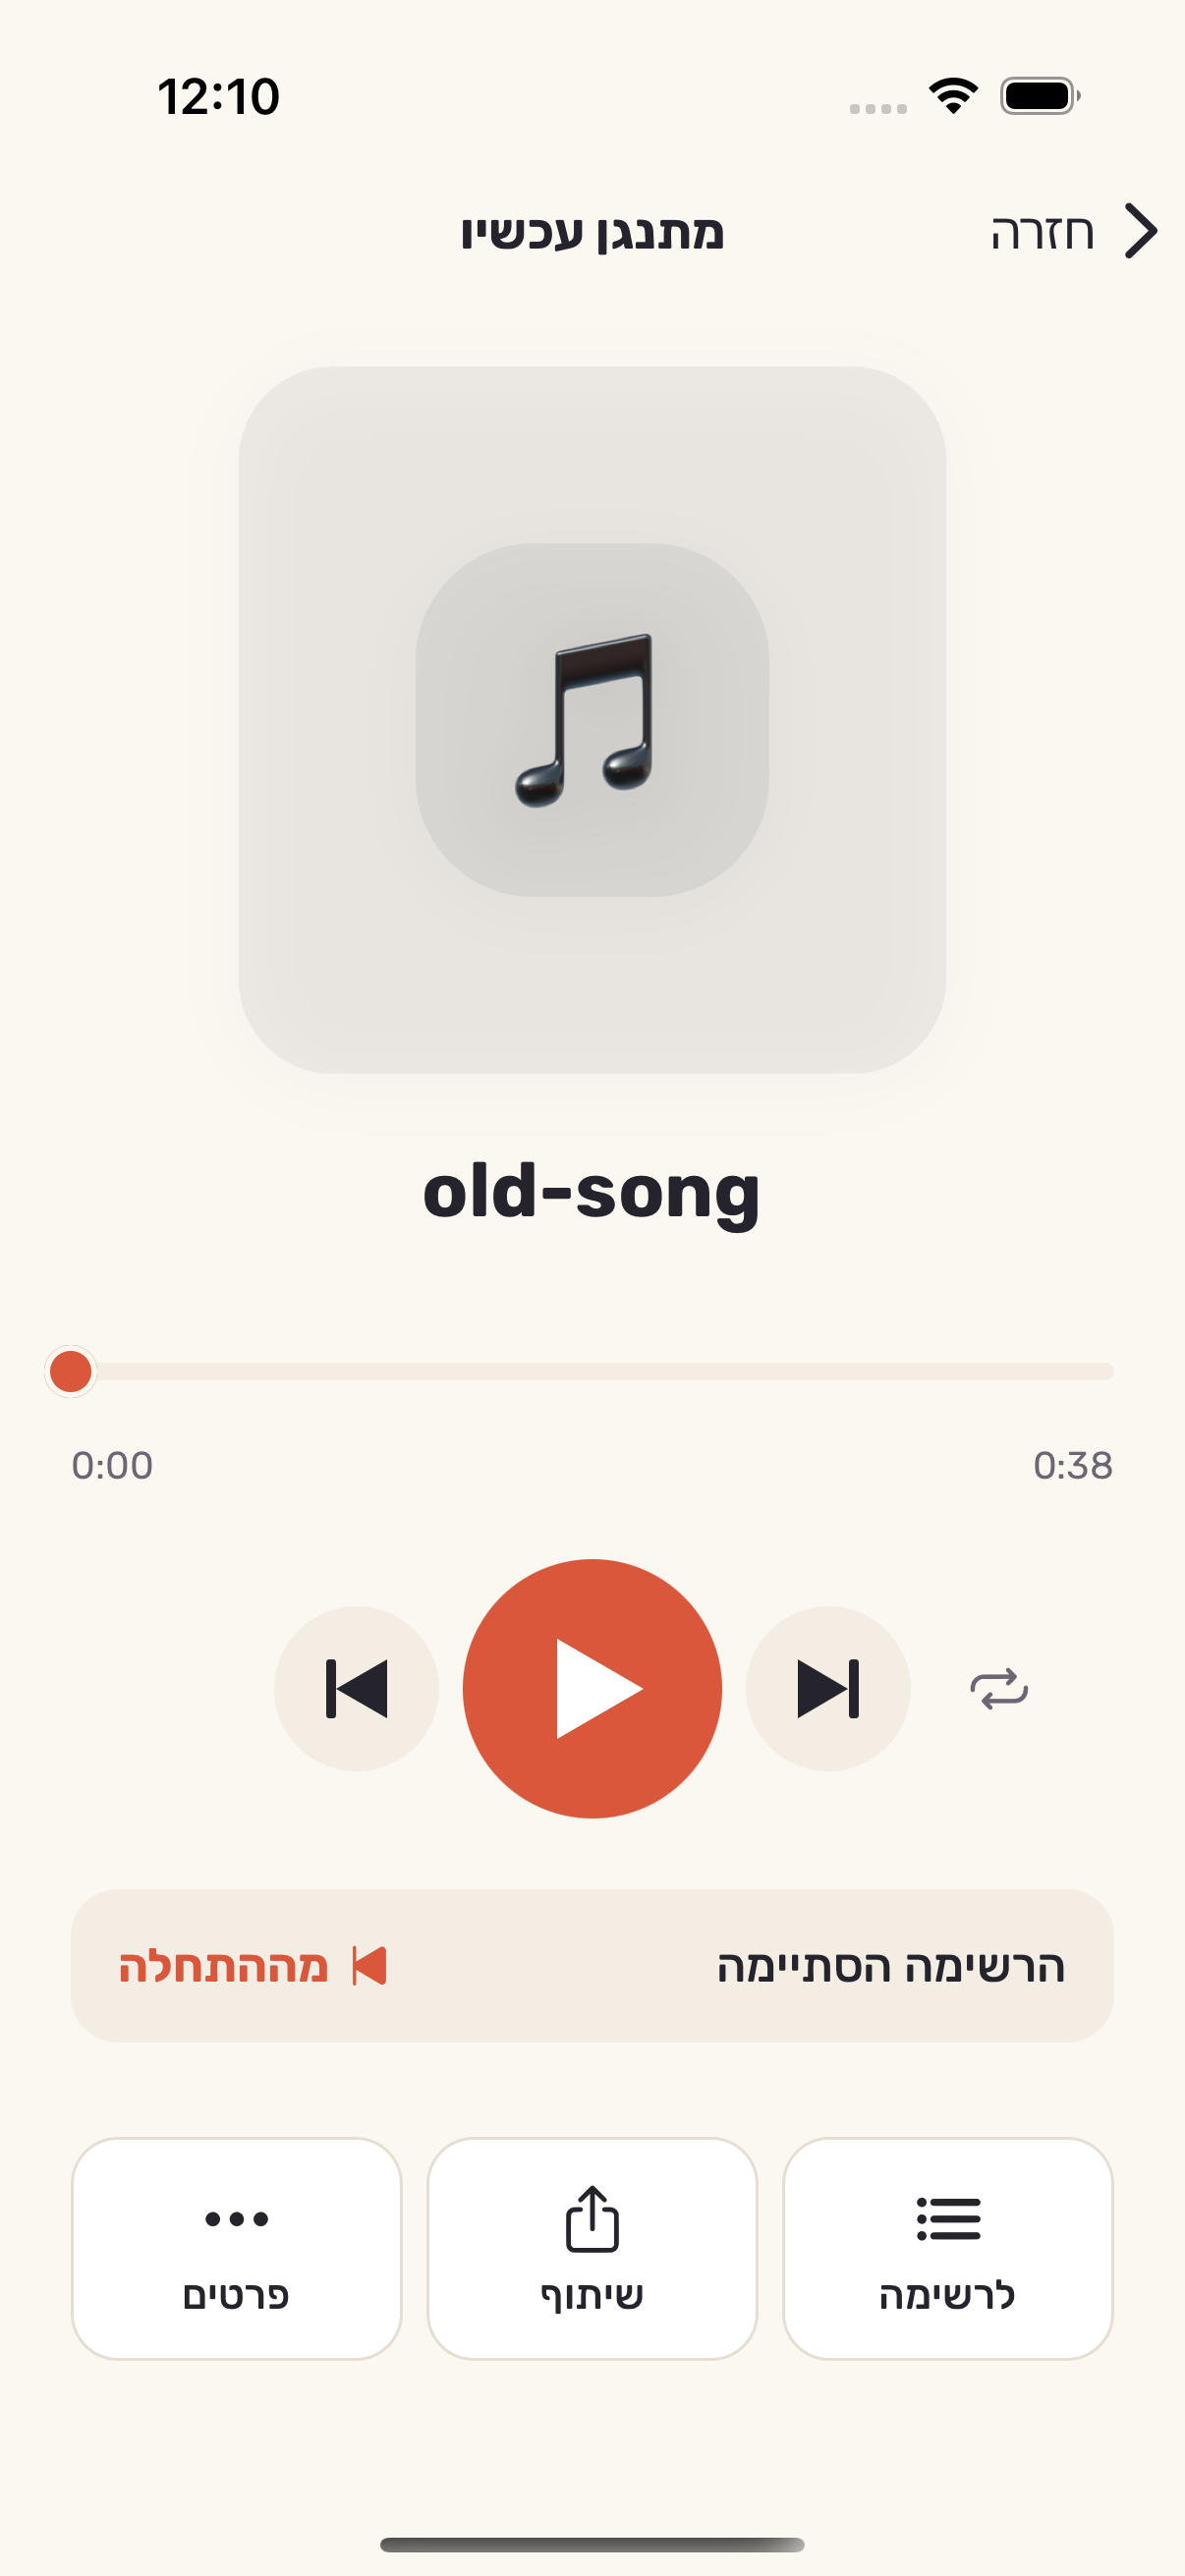 12:10
חזרה
מתנגן עכשיו
old-song
0:00
0:38
הרשימה הסתיימה
מההתחלה
לרשימה
שיתוף
פרטים